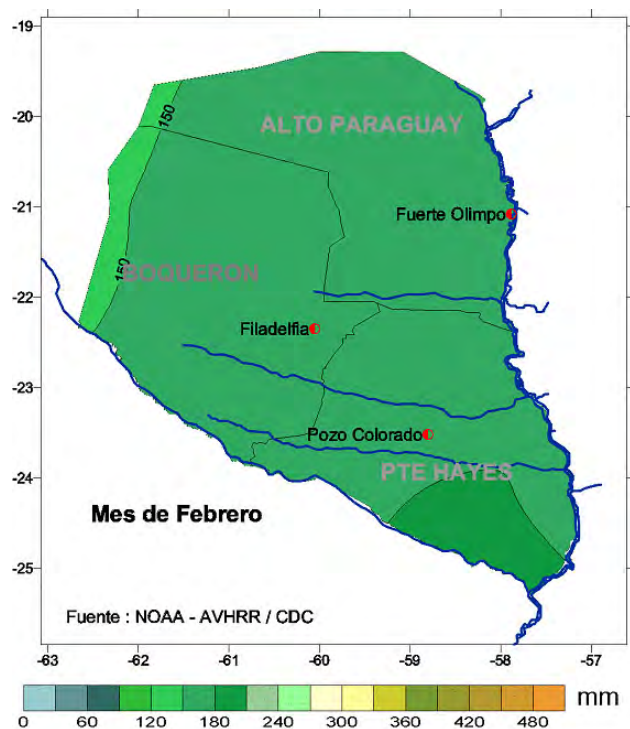 -19
-20
-21
-22
-23
-24
-25
150
ALTO PARAGUAY
Fuerte Olimpo
150
BOQUERON
Filadelfia
Pozo Colorado
PTE HAYES
Mes de Febrero
Fuente : NOAA - AVHRR / CDC
-63 -62 -61 -60 -59 -58 -57
mm
0 60 120 180 240 300 360 420 480